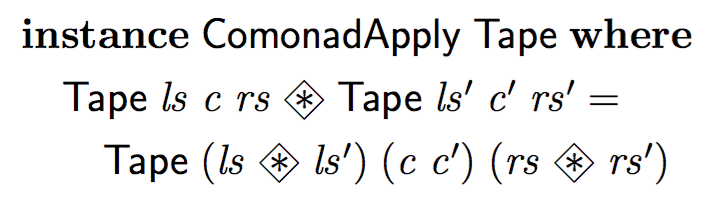 instance ComonadApply Tape where
Tape ls c rs ⟨*⟩ Tape ls′ c′ rs′ =
Tape (ls ⟨*⟩ ls′) (c c′) (rs ⟨*⟩ rs′)